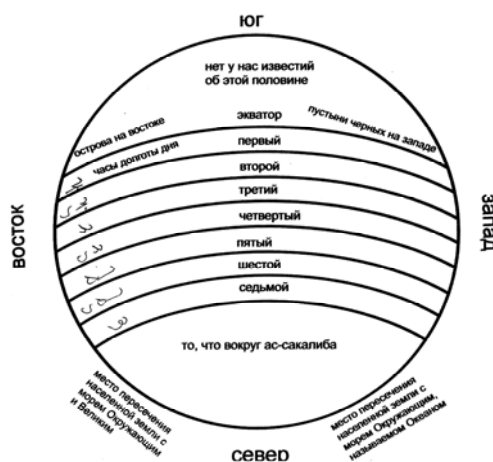 ЮГ
нет у нас известий
об этой половине
экватор
острова на востоке
пустыни черных на западе
часы долготы дня
первый
второй
третий
четвертый
пятый
шестой
седьмой
ВОСТОК
запад
то, что вокруг ас-сакалиба
место пересечения
населенной земли с
морем Окружающим
и Великим
место пересечения
населенной земли с
морем Окружающим,
называемом Океаном
север